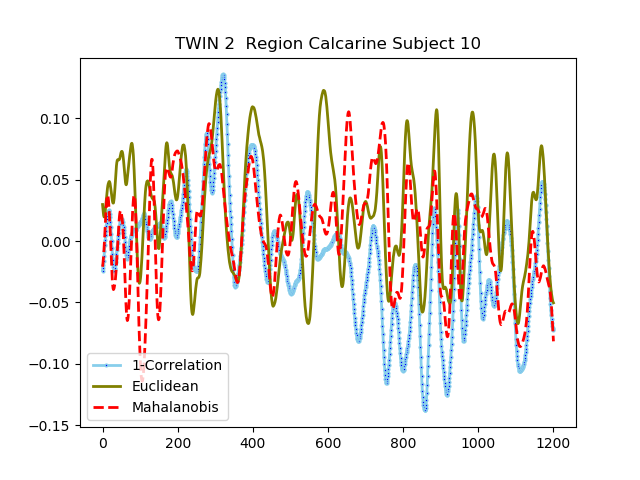 TWIN 2  Region Calcarine Subject 10
0.10
0.05
0.00
−0.05
−0.10
−0.15
1-Correlation
Euclidean
Mahalanobis
0 200 400 600 800 1000 1200